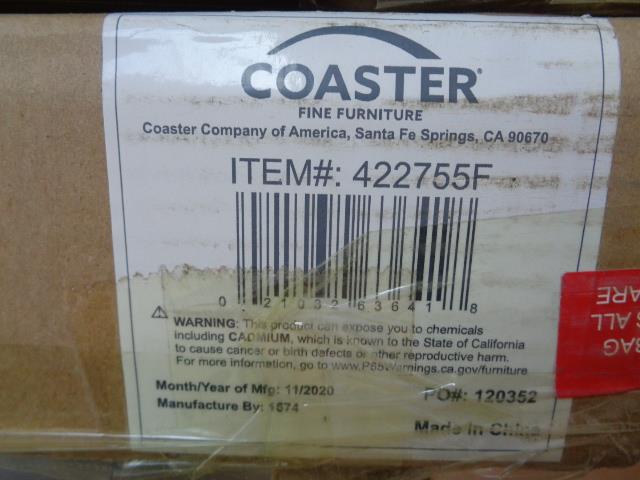 COASTER®
FINE FURNITURE
Coaster Company of America, Santa Fe Springs, CA 90670
ITEM#: 422755F
0 21032 63641 8
WARNING: This product can expose you to chemicals
including CADMIUM, which is known to the State of California
to cause cancer or birth defects or other reproductive harm.
For more information, go to www.P65Warnings.ca.gov/furniture
Month/Year of Mfg: 11/2020 PO#: 120352
Manufacture By: 1574
Made in China
BAG
ALL
ARE